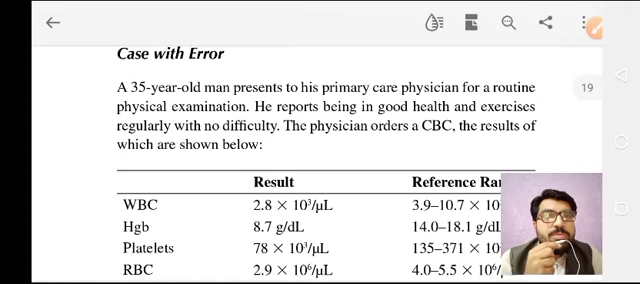 Case with Error
A 35-year-old man presents to his primary care physician for a routine
19
physical examination. He reports being in good health and exercises
regularly with no difficulty. The physician orders a CBC, the results of
which are shown below:
Result Reference
WBC 2.8 × 10³/µL 3.9–10.7 × 10
Hgb 8.7 g/dL 14.0–18.1 g/dL
Platelets 78 × 10³/µL 135–371 × 10
RBC 2.9 × 10⁶/µL 4.0–5.5 × 10⁶/